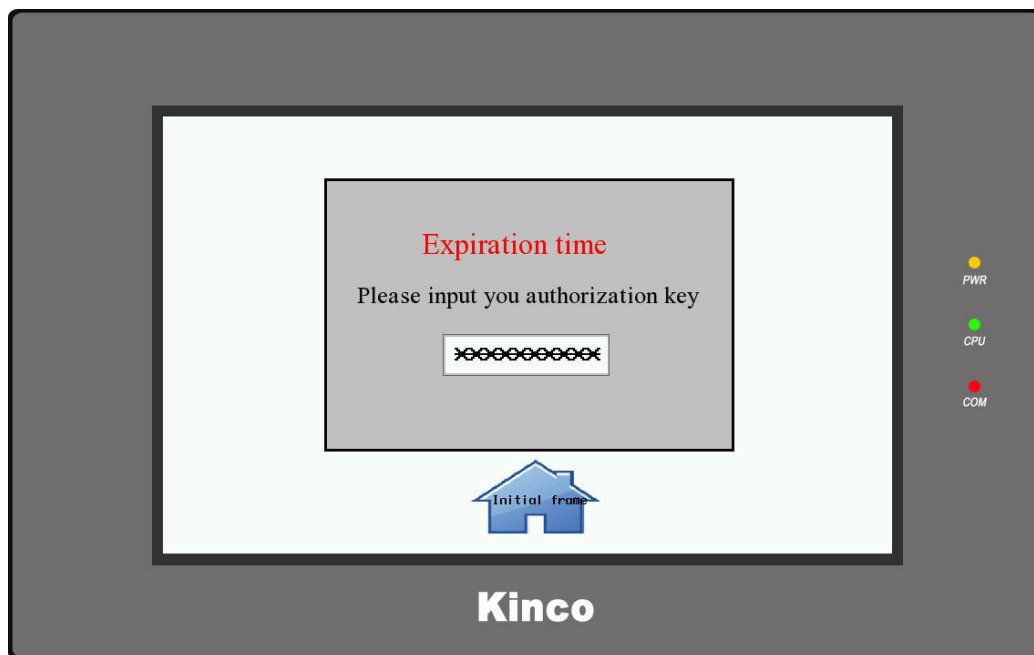 Expiration time
Please input you authorization key
Initial frame
PWR
CPU
COM
Kinco